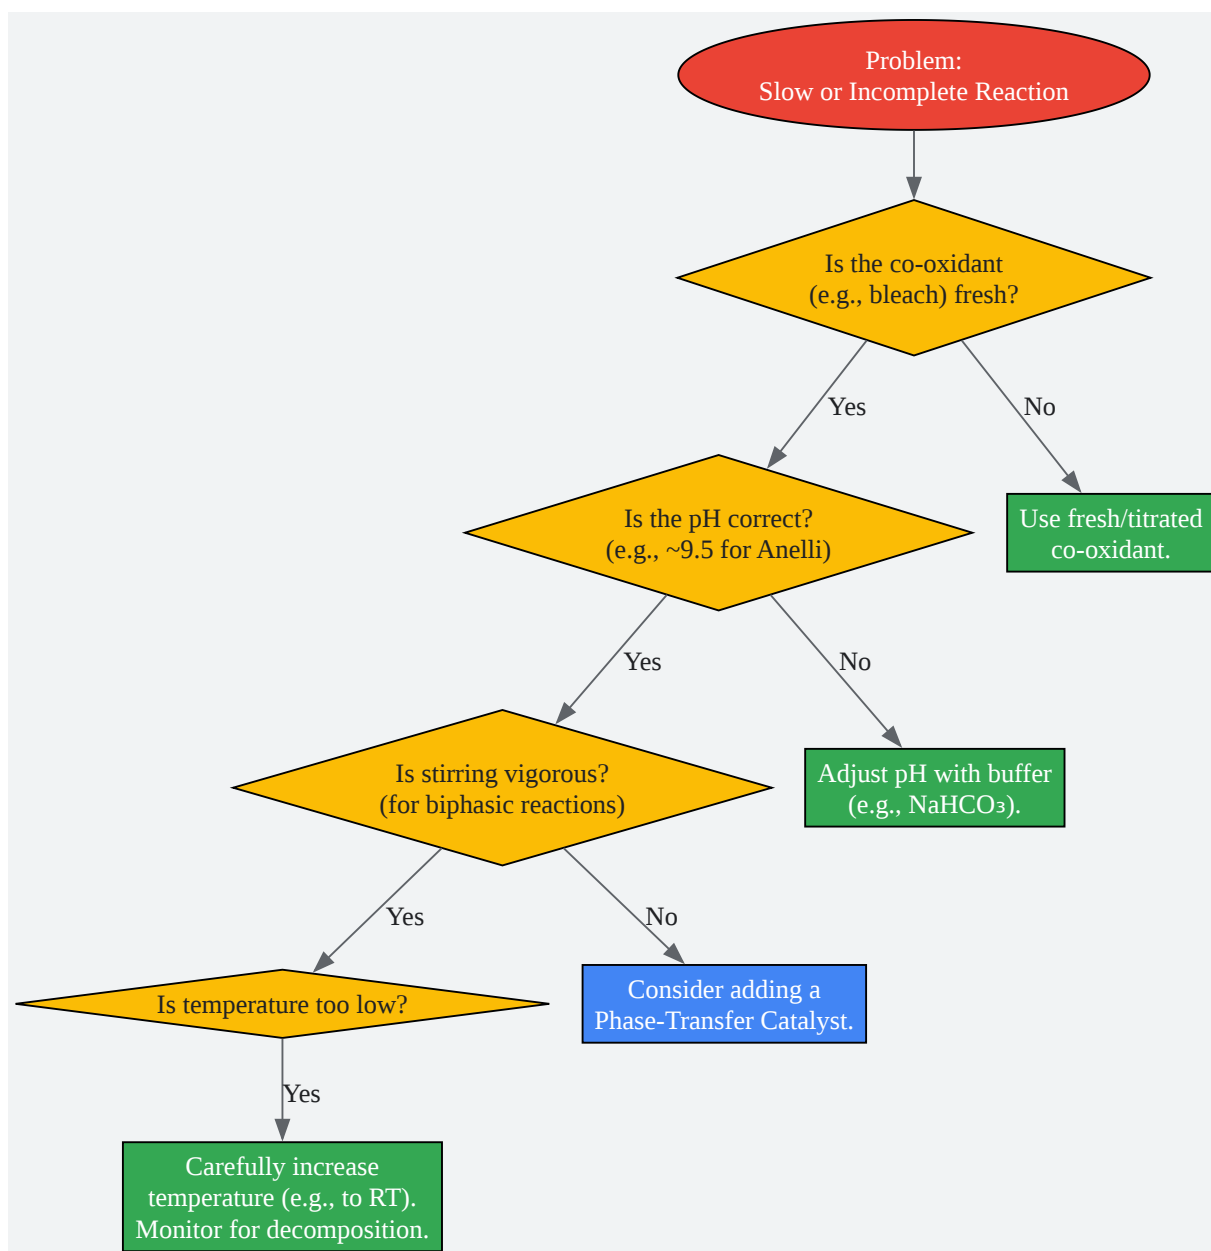 Problem:
Slow or Incomplete Reaction
Is the co-oxidant
(e.g., bleach) fresh?
Yes
No
Is the pH correct?
(e.g., ~9.5 for Anelli)
Use fresh/titrated
co-oxidant.
Yes
No
Is stirring vigorous?
(for biphasic reactions)
Adjust pH with buffer
(e.g., NaHCO₃).
Yes
No
Is temperature too low?
Consider adding a
Phase-Transfer Catalyst.
Yes
Carefully increase
temperature (e.g., to RT).
Monitor for decomposition.